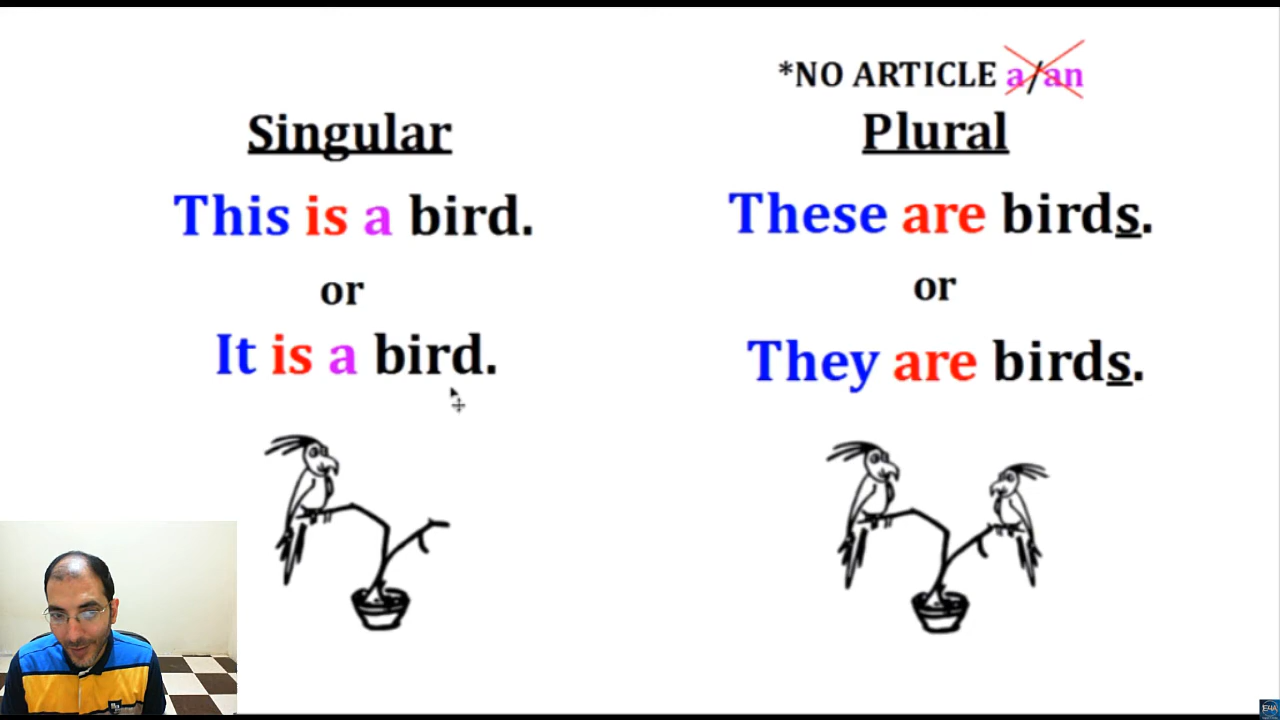 Singular
This is a bird.
or
It is a bird.
*NO ARTICLE a/an
Plural
These are birds.
or
They are birds.